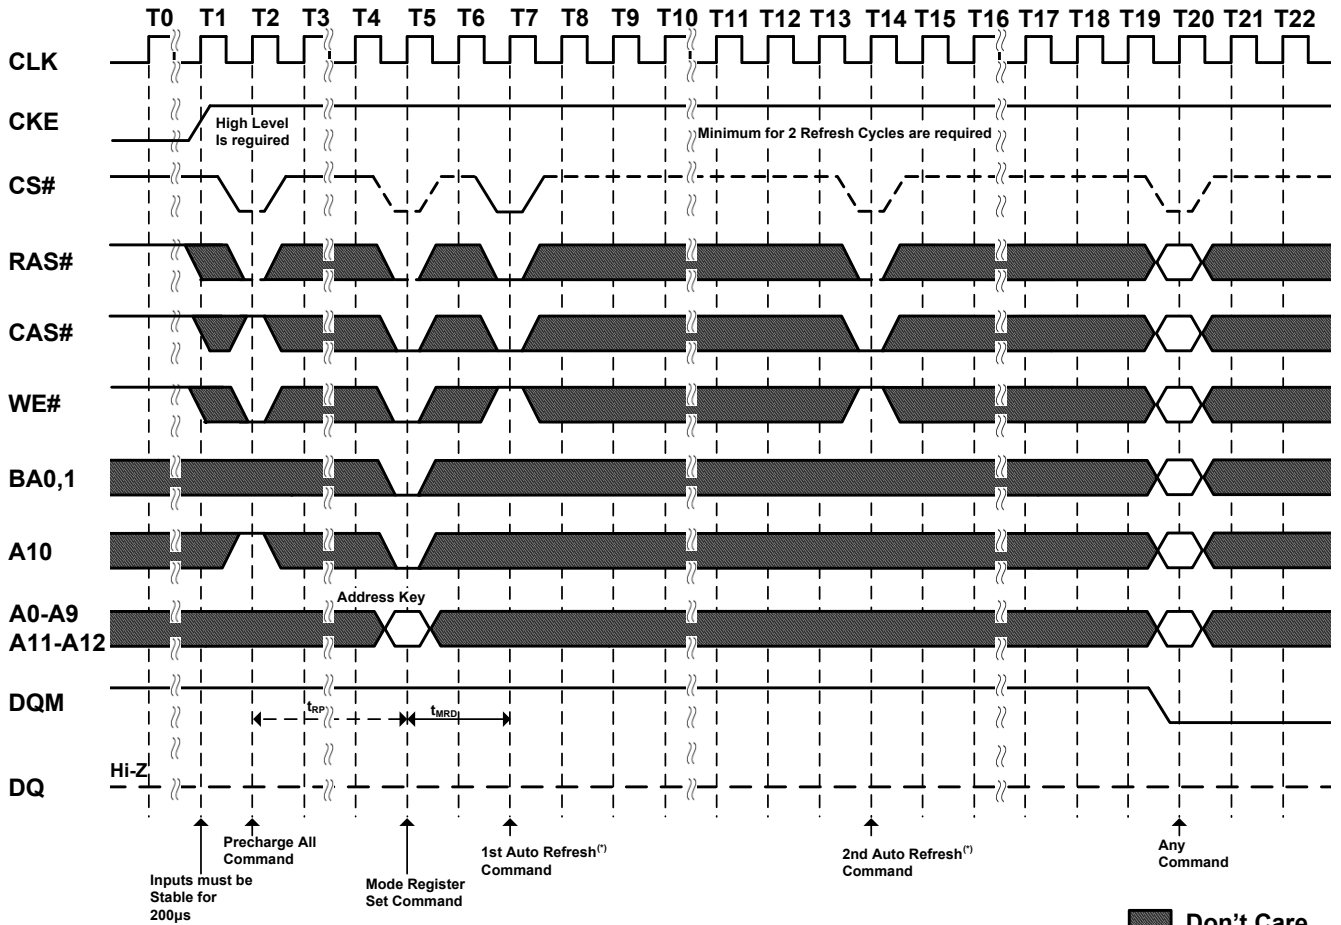 T0 T1 T2 T3 T4 T5 T6 T7 T8 T9 T10 T11 T12 T13 T14 T15 T16 T17 T18 T19 T20 T21 T22
CLK
CKE
High Level
Is reguired
Minimum for 2 Refresh Cycles are required
CS#
RAS#
CAS#
WE#
BA0,1
A10
Address Key
A0-A9
A11-A12
DQM
tRP
tMRD
Hi-Z
DQ
Inputs must be
Stable for
200µs
Precharge All
Command
Mode Register
Set Command
1st Auto Refresh(*)
Command
2nd Auto Refresh(*)
Command
Any
Command
Don't Care